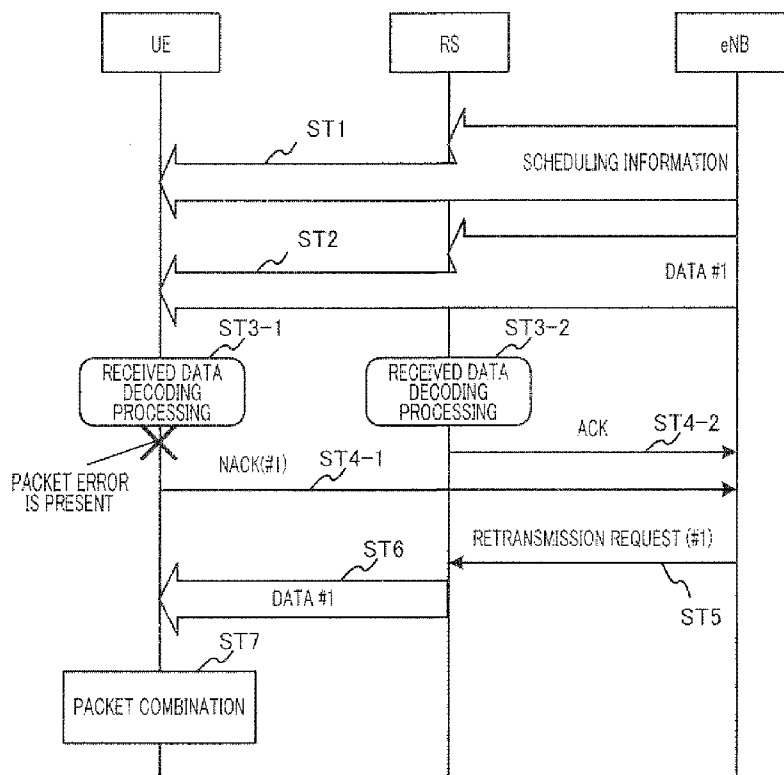 UE
RS
eNB
ST1
SCHEDULING INFORMATION
ST2
DATA #1
ST3-1
ST3-2
RECEIVED DATA
DECODING
PROCESSING
RECEIVED DATA
DECODING
PROCESSING
ACK
ST4-2
PACKET ERROR
IS PRESENT
NACK(#1)
ST4-1
RETRANSMISSION REQUEST (#1)
ST6
DATA #1
ST5
ST7
PACKET COMBINATION